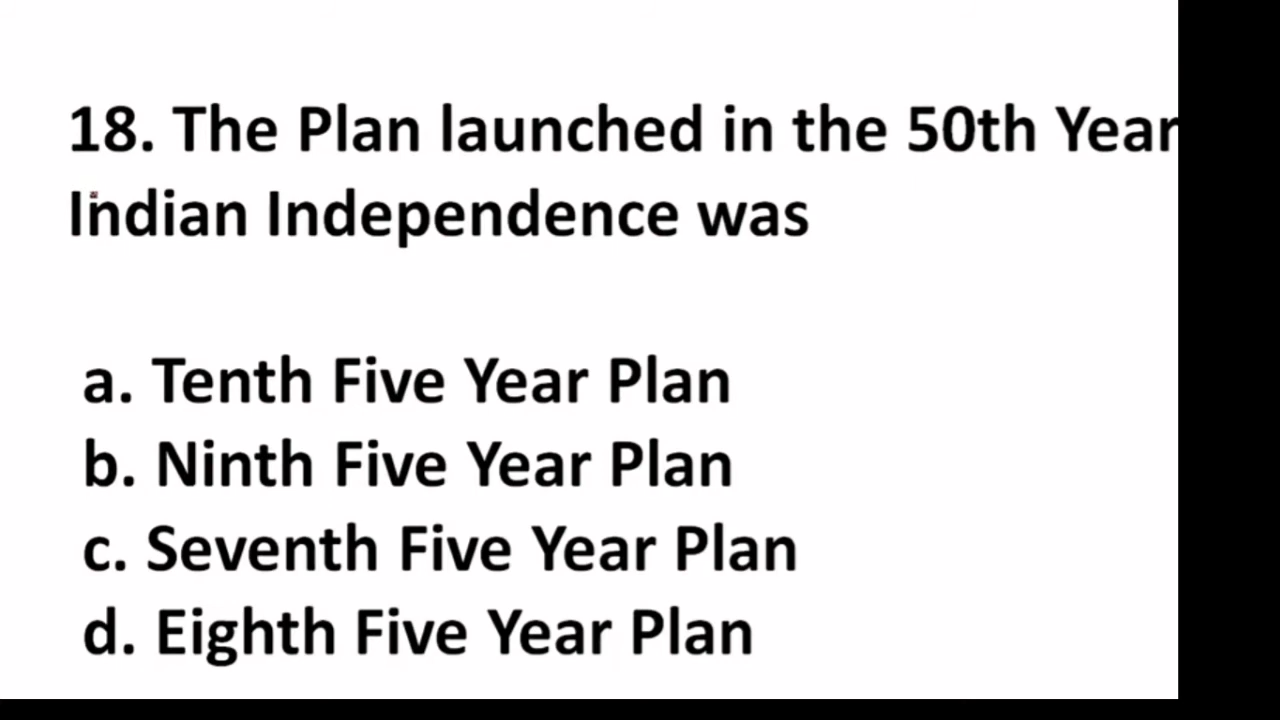 18. The Plan launched in the 50th Year
Indian Independence was
a. Tenth Five Year Plan
b. Ninth Five Year Plan
c. Seventh Five Year Plan
d. Eighth Five Year Plan